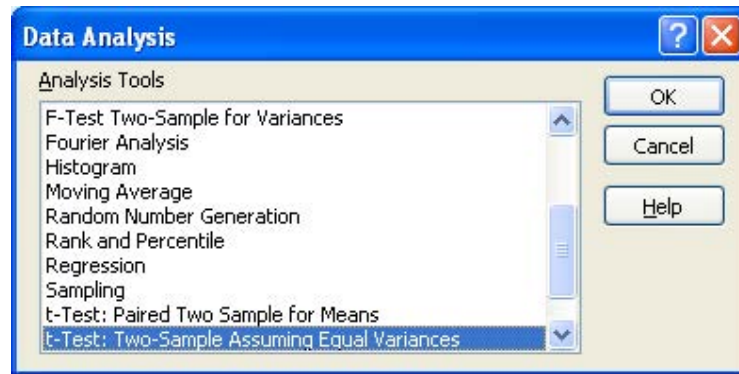 Data Analysis
Analysis Tools
F-Test Two-Sample for Variances
Fourier Analysis
Histogram
Moving Average
Random Number Generation
Rank and Percentile
Regression
Sampling
t-Test: Paired Two Sample for Means
t-Test: Two-Sample Assuming Equal Variances
OK
Cancel
Help